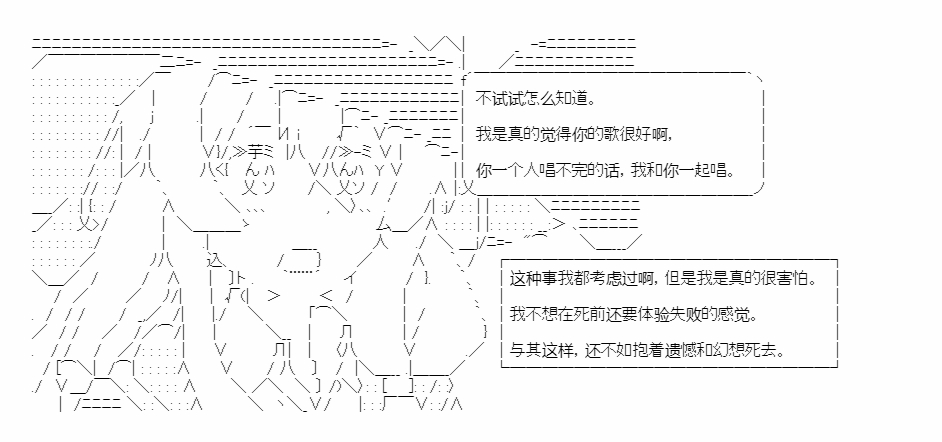 不试试怎么知道。
我是真的觉得你的歌很好啊，
你一个人唱不完的话，我和你一起唱。
这种事我都考虑过啊，但是我是真的很害怕。
我不想在死前还要体验失败的感觉。
与其这样，还不如抱着遗憾和幻想死去。